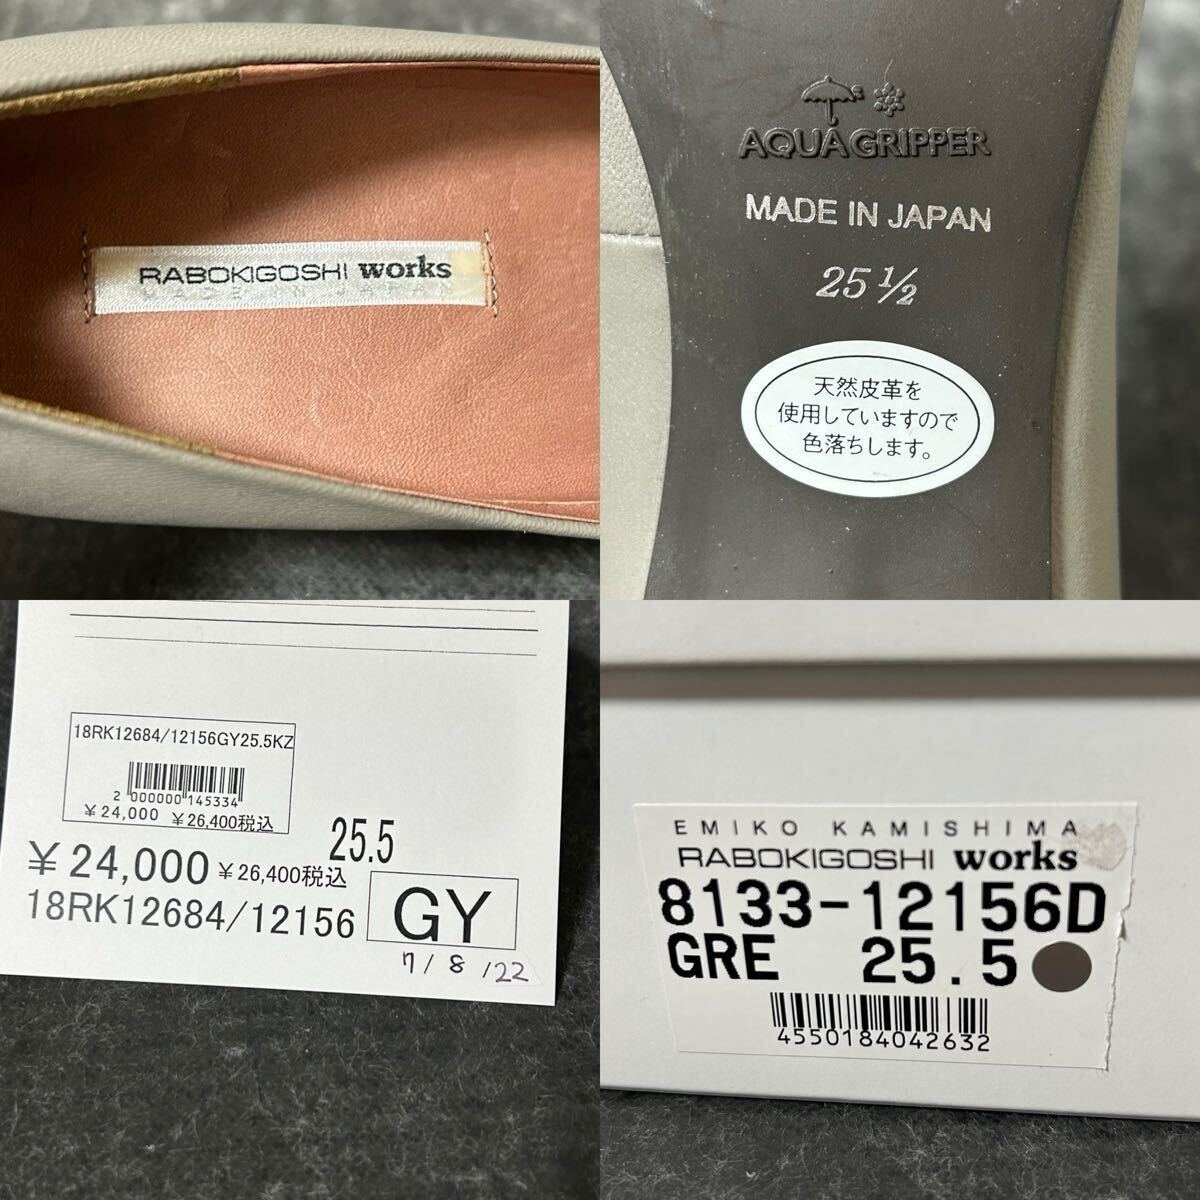 RABOKIGOSHI works
MADE IN JAPAN
AQUA GRIPPER
MADE IN JAPAN
25 1/2
天然皮革を
使用していますので
色落ちします。
18RK12684/12156GY25.5KZ
2 000000 145334
￥24,000 ￥26,400税込
25.5
￥24,000 ￥26,400税込
18RK12684/12156
GY
7/8/22
EMIKO KAMISHIMA
RABOKIGOSHI works
8133-12156D
GRE 25.5
4550184042632